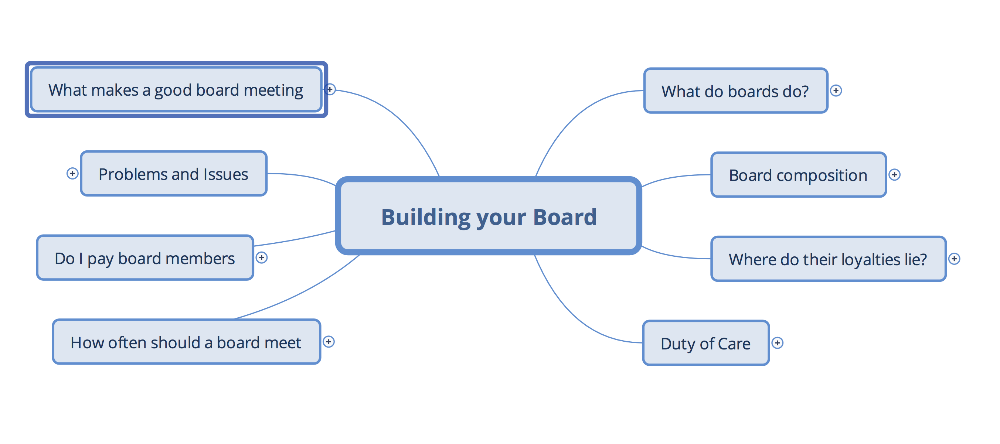 What makes a good board meeting
What do boards do?
Problems and Issues
Board composition
Building your Board
Do I pay board members
Where do their loyalties lie?
How often should a board meet
Duty of Care